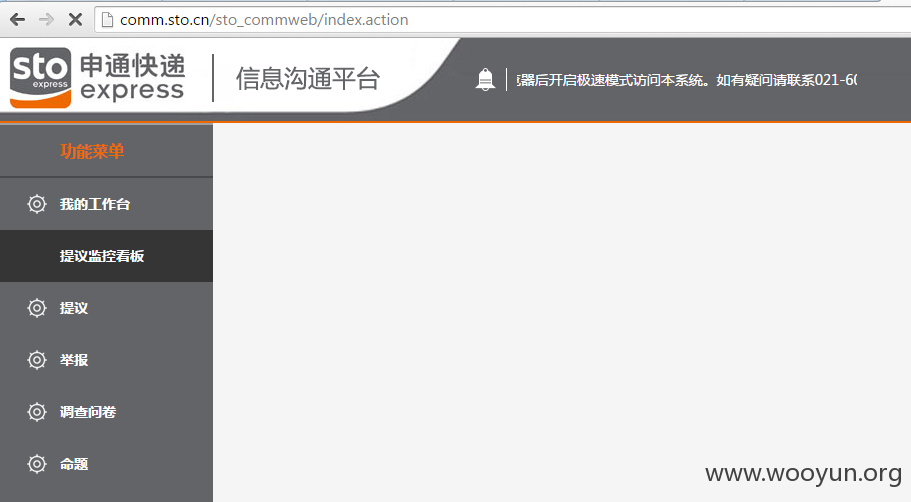 comm.sto.cn/sto_commweb/index.action
sto express 申通快递 express 信息沟通平台
器后开启极速模式访问本系统。如有疑问请联系021-60
功能菜单
我的工作台
提议监控看板
提议
举报
调查问卷
命题
www.wooyun.org